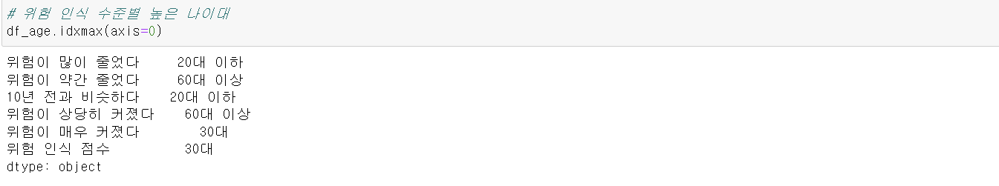 # 위험 인식 수준별 높은 나이대
df_age.idxmax(axis=0)
위험이 많이 줄었다 20대 이하
위험이 약간 줄었다 60대 이상
10년 전과 비슷하다 20대 이하
위험이 상당히 커졌다 60대 이상
위험이 매우 커졌다 30대
위험 인식 점수 30대
dtype: object